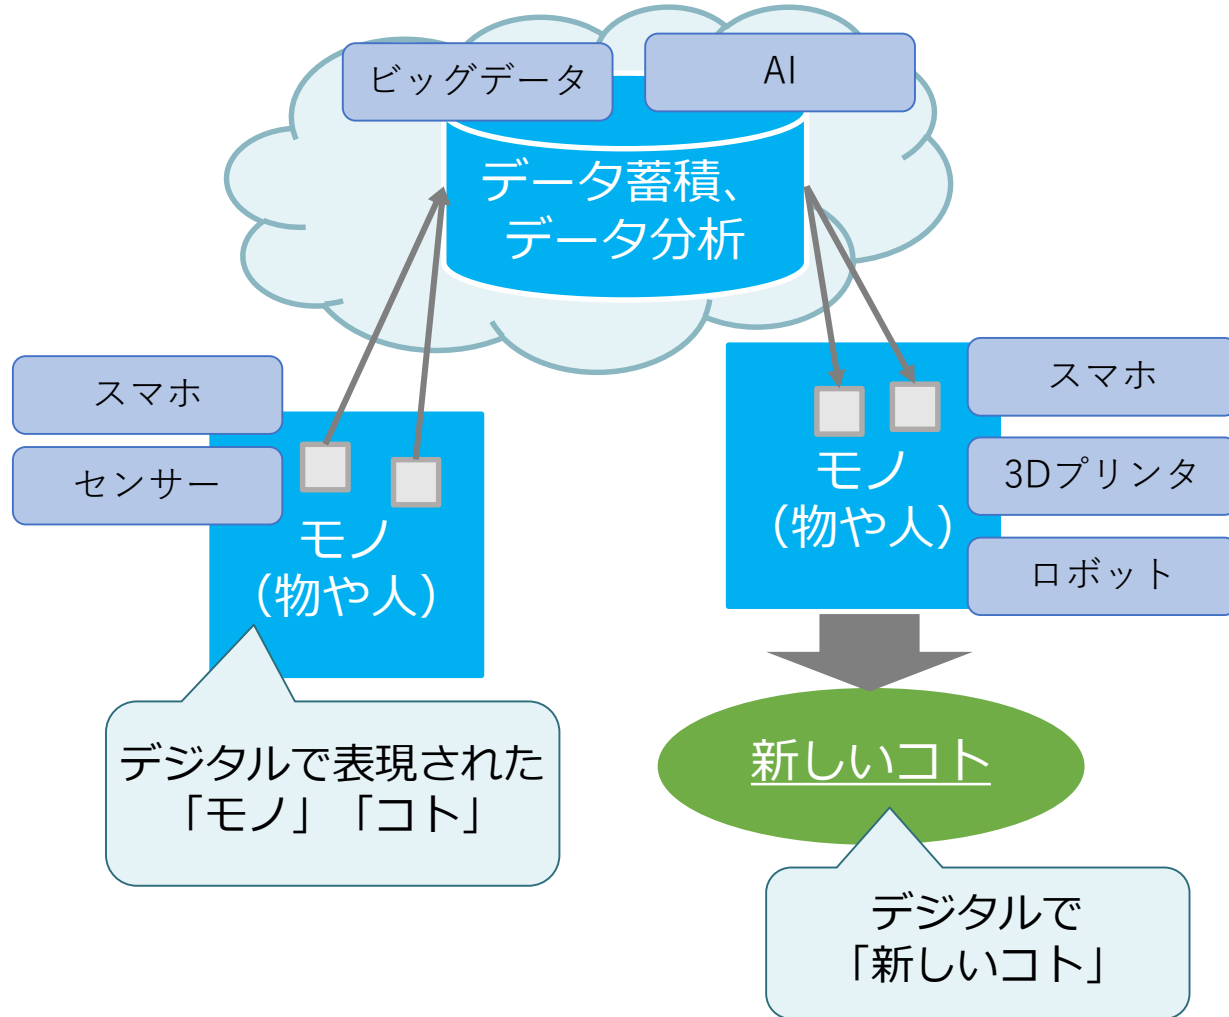 ビッグデータ
AI
データ蓄積、
データ分析
スマホ
センサー
モノ
（物や人）
デジタルで表現された
「モノ」「コト」
スマホ
3Dプリンタ
ロボット
モノ
（物や人）
新しいコト
デジタルで
「新しいコト」